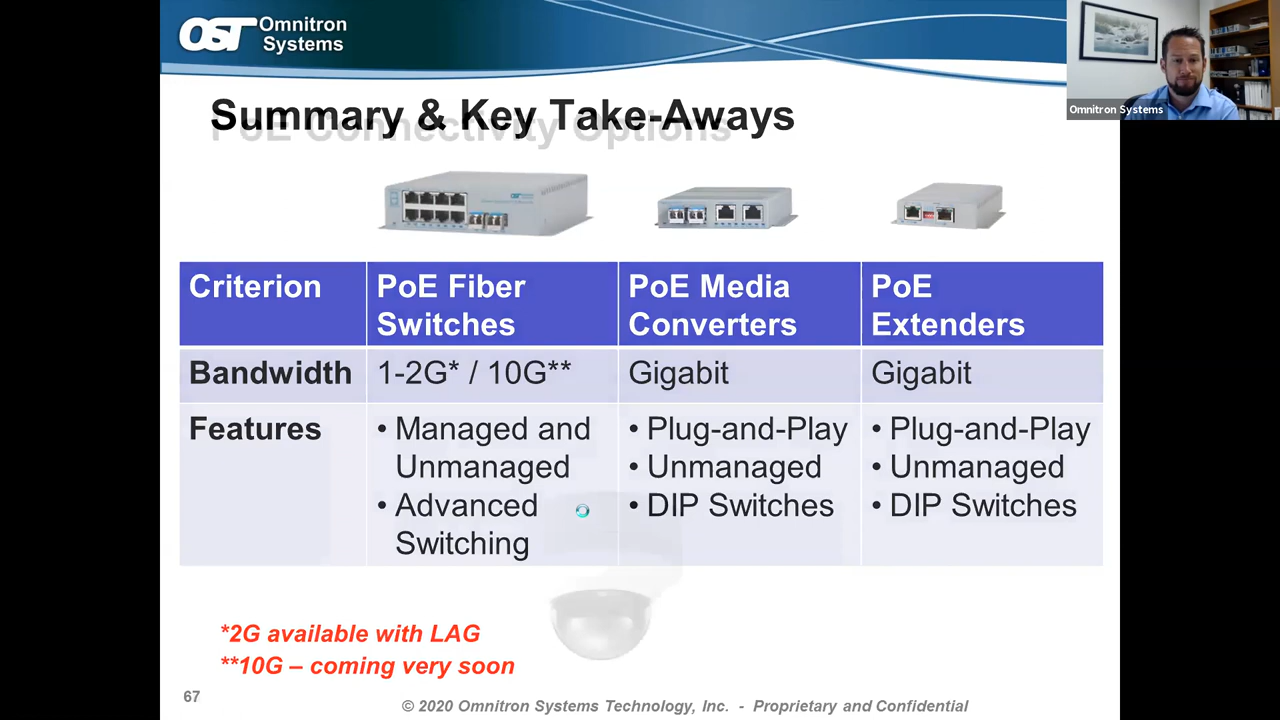 OST Omnitron
Systems
Omnitron Systems
Summary & Key Take-Aways
PoE Connectivity Options
Criterion
PoE Fiber
Switches
PoE Media
Converters
PoE
Extenders
Bandwidth
1-2G* / 10G**
Gigabit
Gigabit
Features
• Managed and
Unmanaged
• Advanced
Switching
• Plug-and-Play
• Unmanaged
• DIP Switches
• Plug-and-Play
• Unmanaged
• DIP Switches
*2G available with LAG
**10G – coming very soon
67
© 2020 Omnitron Systems Technology, Inc. - Proprietary and Confidential